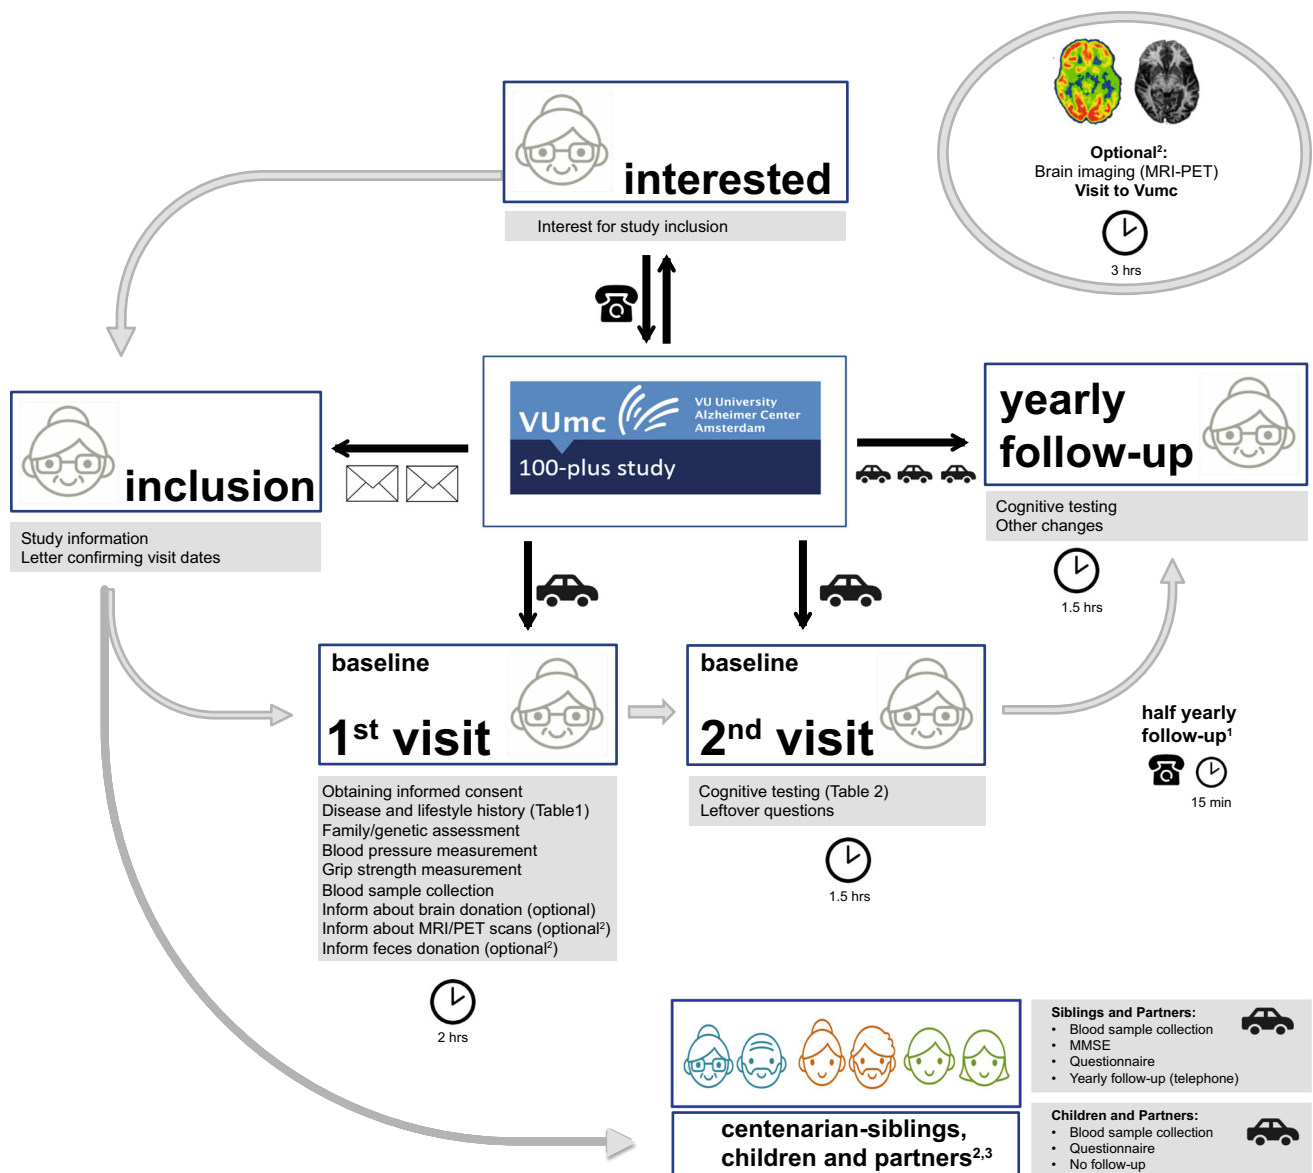 interested
Interest for study inclusion
Optional²:
Brain imaging (MRI-PET)
Visit to Vumc
3 hrs
VUmc
VU University
Alzheimer Center
Amsterdam
100-plus study
inclusion
Study information
Letter confirming visit dates
yearly
follow-up
Cognitive testing
Other changes
1.5 hrs
baseline
1st visit
Obtaining informed consent
Disease and lifestyle history (Table1)
Family/genetic assessment
Blood pressure measurement
Grip strength measurement
Blood sample collection
Inform about brain donation (optional)
Inform about MRI/PET scans (optional²)
Inform feces donation (optional²)
2 hrs
baseline
2nd visit
Cognitive testing (Table 2)
Leftover questions
1.5 hrs
half yearly
follow-up¹
15 min
centenarian-siblings,
children and partners²,³
Siblings and Partners:
• Blood sample collection
• MMSE
• Questionnaire
• Yearly follow-up (telephone)
Children and Partners:
• Blood sample collection
• Questionnaire
• No follow-up